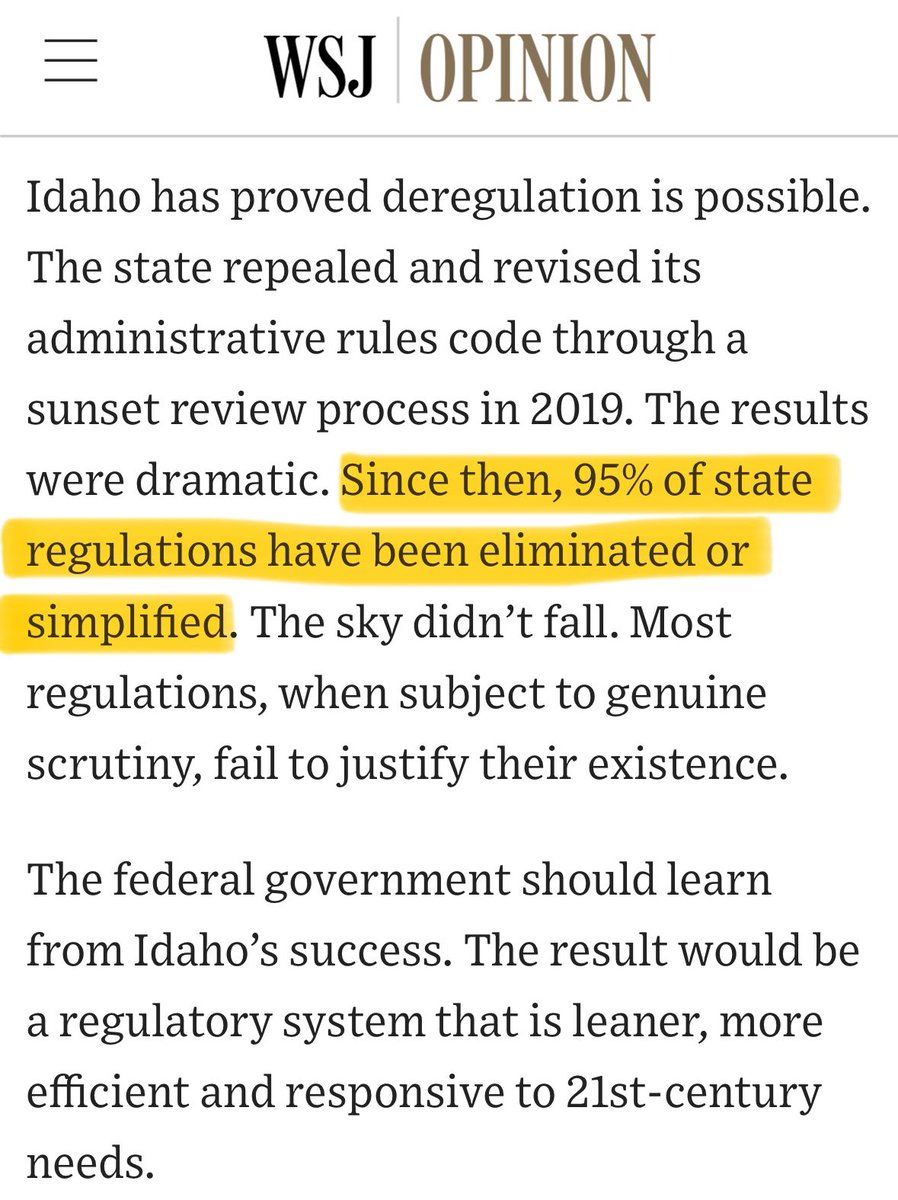 WSJ | OPINION
Idaho has proved deregulation is possible.
The state repealed and revised its
administrative rules code through a
sunset review process in 2019. The results
were dramatic. Since then, 95% of state
regulations have been eliminated or
simplified. The sky didn’t fall. Most
regulations, when subject to genuine
scrutiny, fail to justify their existence.
The federal government should learn
from Idaho’s success. The result would be
a regulatory system that is leaner, more
efficient and responsive to 21st-century
needs.